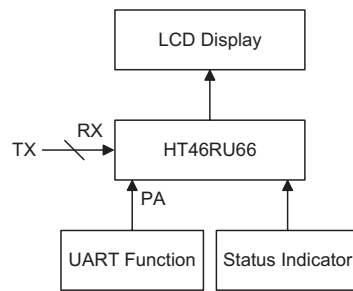 LCD Display
RX
TX
HT46RU66
PA
UART Function
Status Indicator